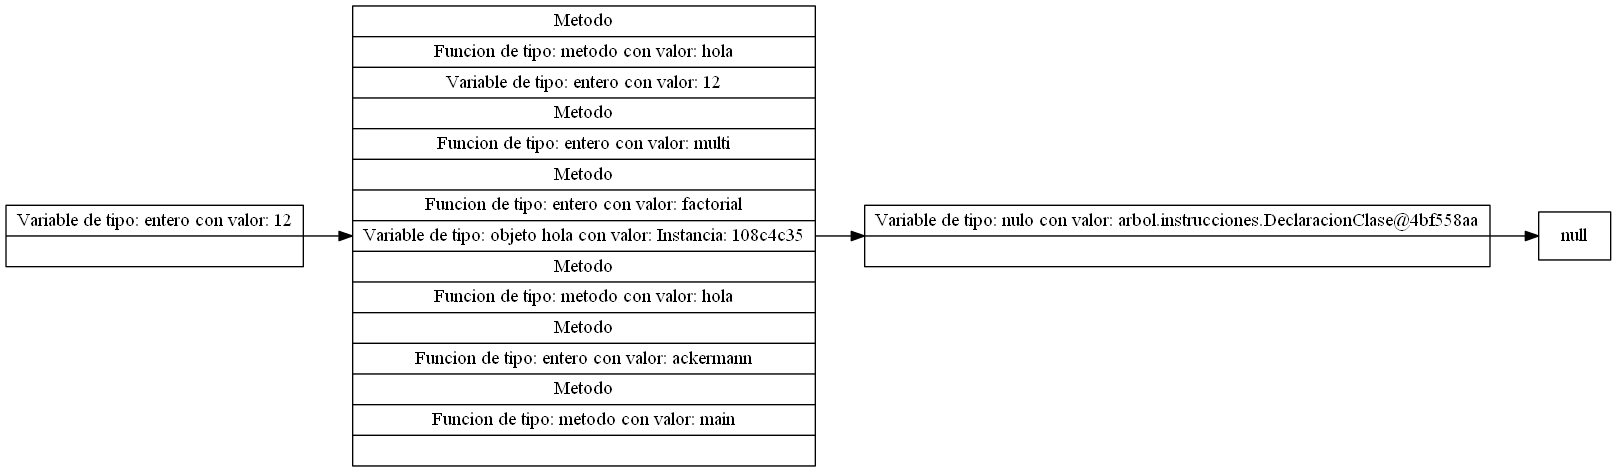 Variable de tipo: entero con valor: 12
Metodo
Funcion de tipo: metodo con valor: hola
Variable de tipo: entero con valor: 12
Metodo
Funcion de tipo: entero con valor: multi
Metodo
Funcion de tipo: entero con valor: factorial
Variable de tipo: objeto hola con valor: Instancia: 108c4c35
Metodo
Funcion de tipo: metodo con valor: hola
Metodo
Funcion de tipo: entero con valor: ackermann
Metodo
Funcion de tipo: metodo con valor: main
Variable de tipo: nulo con valor: arbol.instrucciones.DeclaracionClase@4bf558aa
null